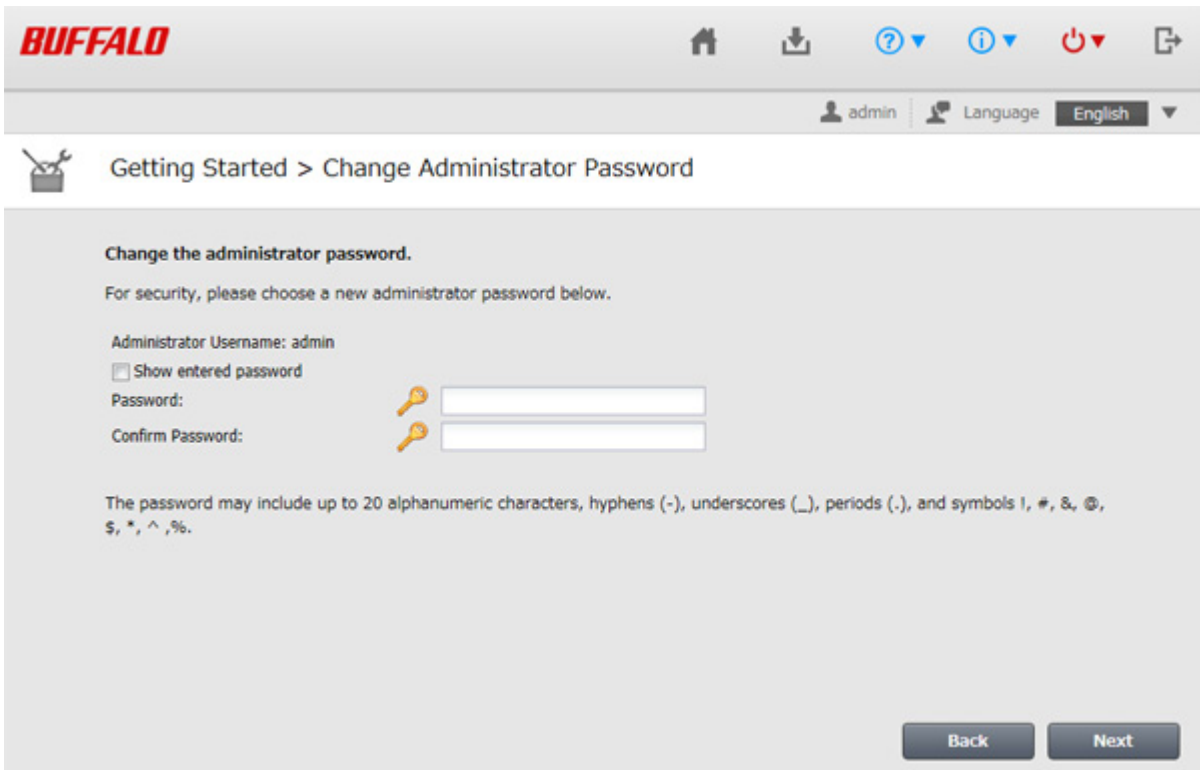 BUFFALO
admin
Language
English
Getting Started > Change Administrator Password
Change the administrator password.
For security, please choose a new administrator password below.
Administrator Username: admin
Show entered password
Password:
Confirm Password:
The password may include up to 20 alphanumeric characters, hyphens (-), underscores (_), periods (.), and symbols !, #, &, @,
$, *, ^ ,%.
Back
Next